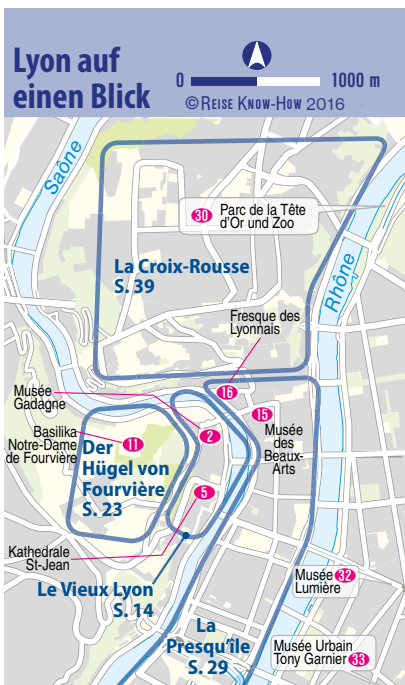 Lyon auf
einen Blick
0 1000 m
©REISE KNOW-HOW 2016
Saône
30 Parc de la Tête
d'Or und Zoo
Rhône
La Croix-Rousse
S. 39
Fresque des
Lyonnais
16
Musée
Gadagne
15
Musée
des
Beaux-
Arts
2
Basilika
Notre-Dame
de Fourvière
11
Der
Hügel von
Fourvière
S. 23
5
Kathedrale
St-Jean
Le Vieux Lyon
S. 14
Musée 32
Lumière
La
Presqu'île
S. 29
Musée Urbain
Tony Garnier 33